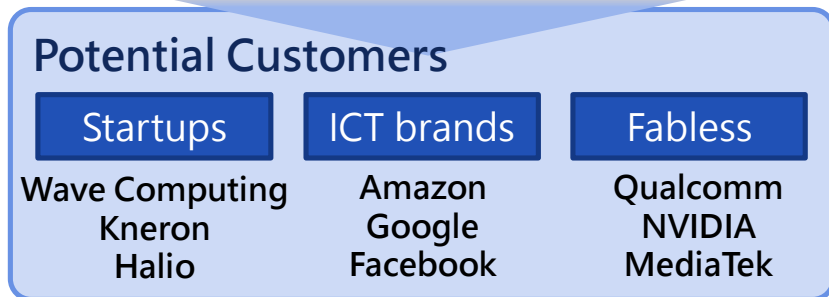 Potential Customers
Startups
ICT brands
Fabless
Wave Computing
Kneron
Halio
Amazon
Google
Facebook
Qualcomm
NVIDIA
MediaTek